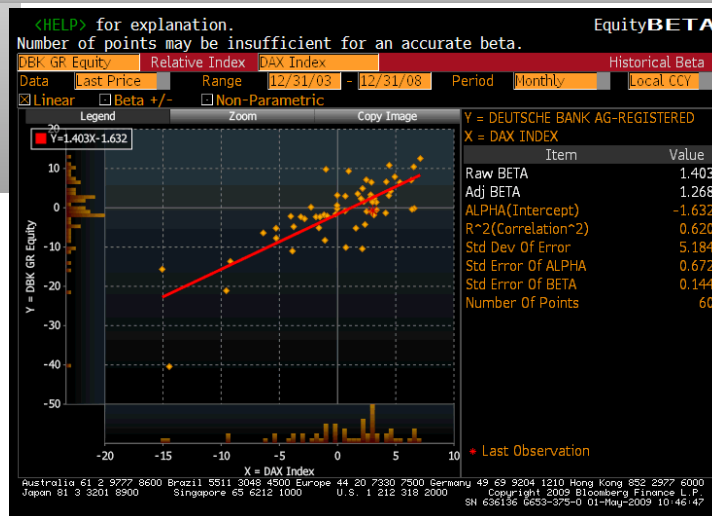 <HELP> for explanation. EquityBETA
Number of points may be insufficient for an accurate beta.
DBK GR Equity Relative Index DAX Index Historical Beta
Data Last Price Range 12/31/03 - 12/31/08 Period Monthly Local CCY
Linear Beta +/- Non-Parametric
Legend Zoom Copy Image
Y = DEUTSCHE BANK AG-REGISTERED
X = DAX INDEX
Item Value
Raw BETA 1.403
Adj BETA 1.268
ALPHA(Intercept) -1.632
R^2(Correlation^2) 0.620
Std Dev Of Error 5.184
Std Error Of ALPHA 0.672
Std Error Of BETA 0.144
Number Of Points 60
Last Observation
20
Y=1.403X-1.632
10
0
-10
-20
-30
-40
-50
Y = DBK GR Equity
-20 -15 -10 -5 0 5 10
X = DAX Index
Australia 61 2 9777 8600 Brazil 5511 3048 4500 Europe 44 20 7330 7500 Germany 49 69 9204 1210 Hong Kong 852 2977 6000
Japan 81 3 3201 8900 Singapore 65 6212 1000 U.S. 1 212 318 2000 Copyright 2009 Bloomberg Finance L.P.
SN 636136 G653-375-0 01-May-2009 10:46:47